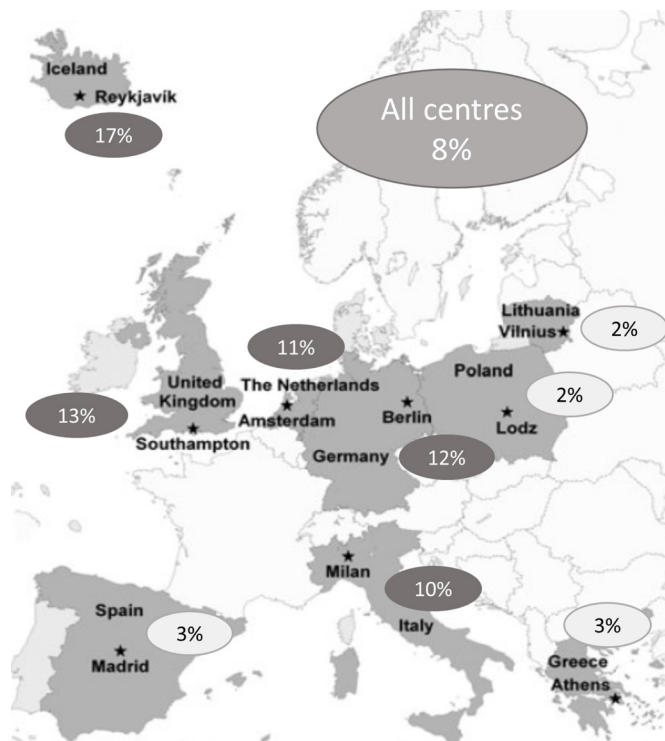 Iceland
Reykjavík
17%
All centres
8%
Lithuania
Vilnius
2%
11%
The Netherlands
Amsterdam
United
Kingdom
13%
Southampton
Berlin
Germany
12%
Poland
2%
Lodz
Milan
10%
Italy
Spain
3%
Madrid
3%
Greece
Athens